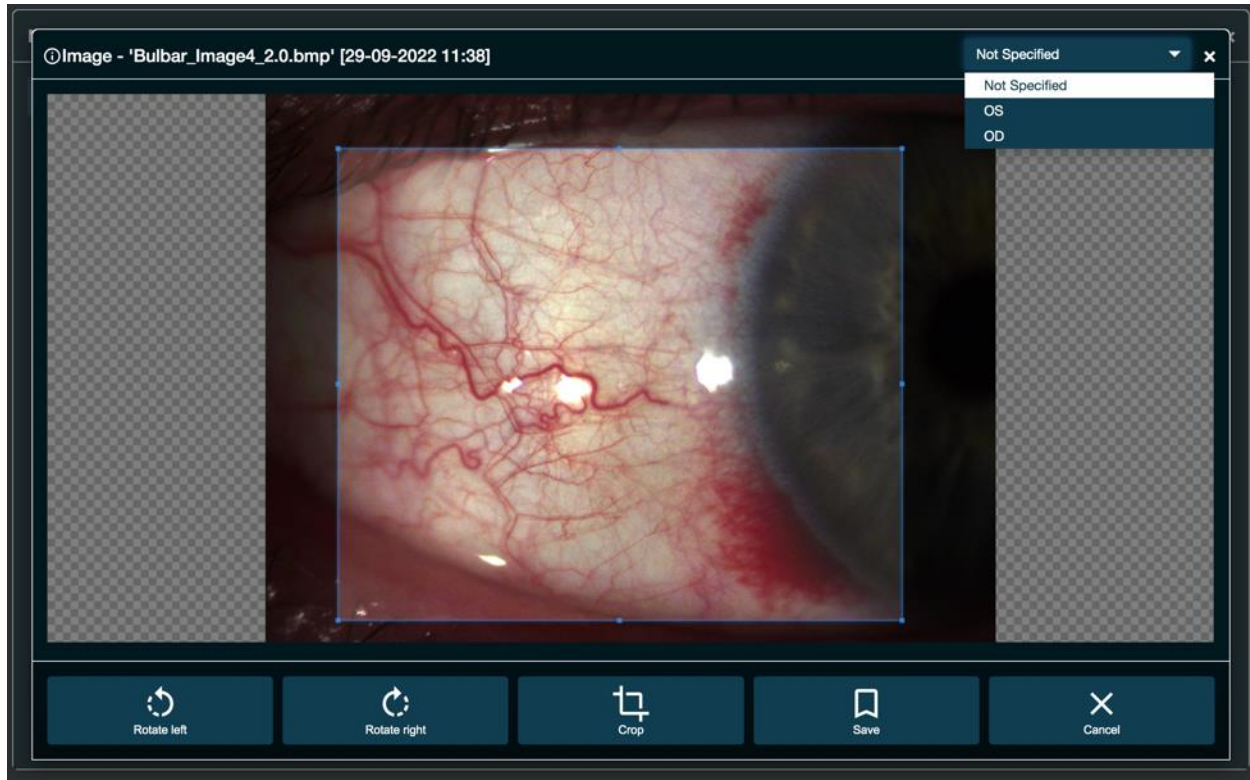 Image - 'Bulbar_Image4_2.0.bmp' [29-09-2022 11:38]
Not Specified
Not Specified
OS
OD
Rotate left
Rotate right
Crop
Save
Cancel